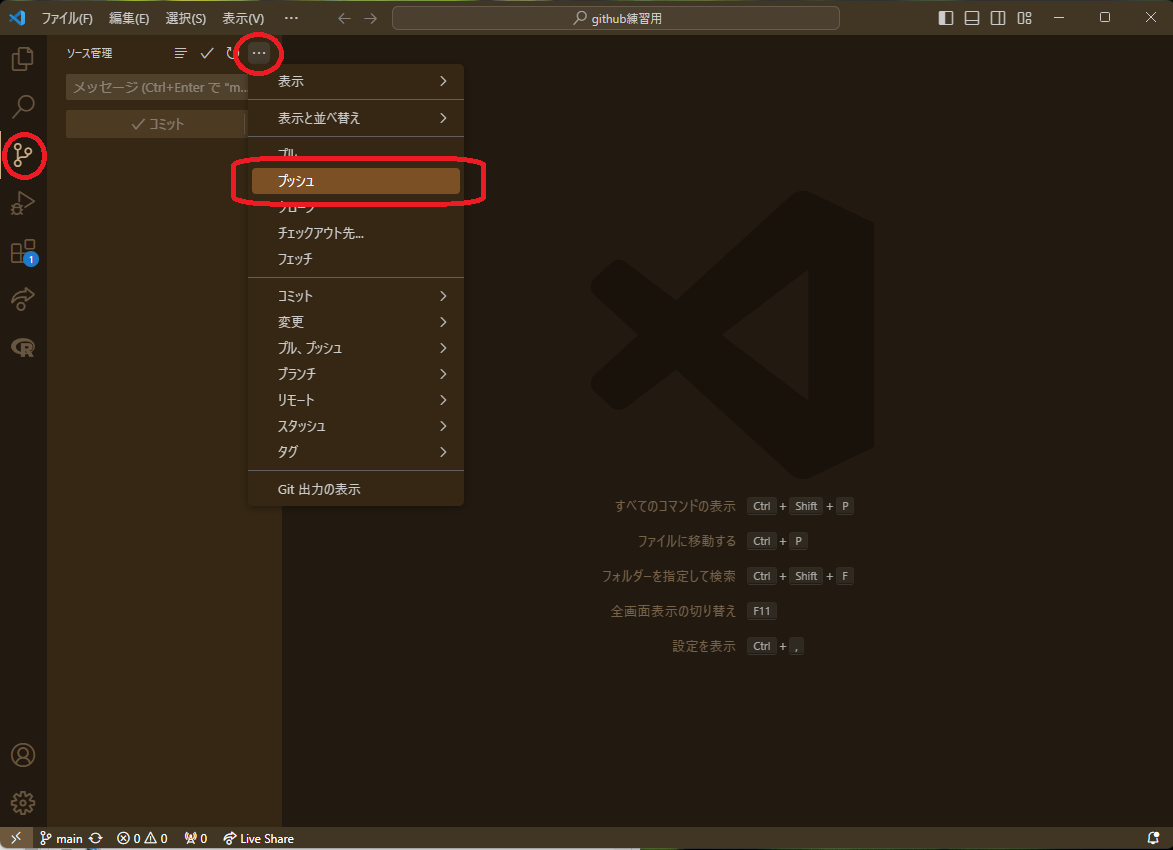 ファイル(F) 編集(E) 選択(S) 表示(V) ··· github練習用
ソース管理
メッセージ (Ctrl+Enter で "m...
コミット
表示
表示と並べ替え
プル
プッシュ
クローン
チェックアウト先...
フェッチ
コミット
変更
プル、プッシュ
ブランチ
リモート
スタッシュ
タグ
Git 出力の表示
1
すべてのコマンドの表示 Ctrl + Shift + P
ファイルに移動する Ctrl + P
フォルダーを指定して検索 Ctrl + Shift + F
全画面表示の切り替え F11
設定を表示 Ctrl + ,
main 0 0 0 Live Share